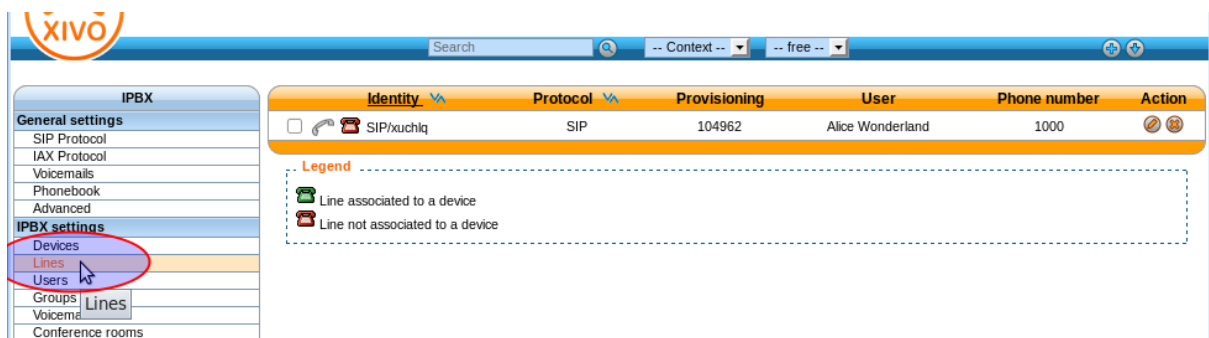 XIVO
Search
-- Context --
-- free --
IPBX
General settings
SIP Protocol
IAX Protocol
Voicemails
Phonebook
Advanced
IPBX settings
Devices
Lines
Users
Groups
Lines
Voicema
Conference rooms
Identity Protocol Provisioning User Phone number Action
SIP/xuchlq SIP 104962 Alice Wonderland 1000
Legend
Line associated to a device
Line not associated to a device